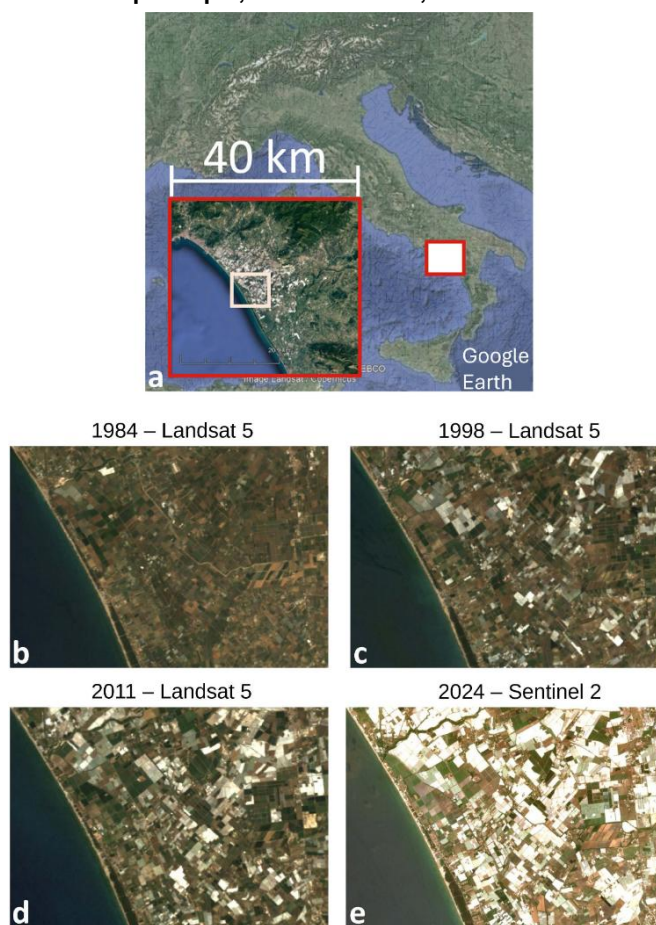 40 km
a
Image Landsat / Copernicus
EBCO
Google
Earth
1984 – Landsat 5
1998 – Landsat 5
b
c
2011 – Landsat 5
2024 – Sentinel 2
d
e